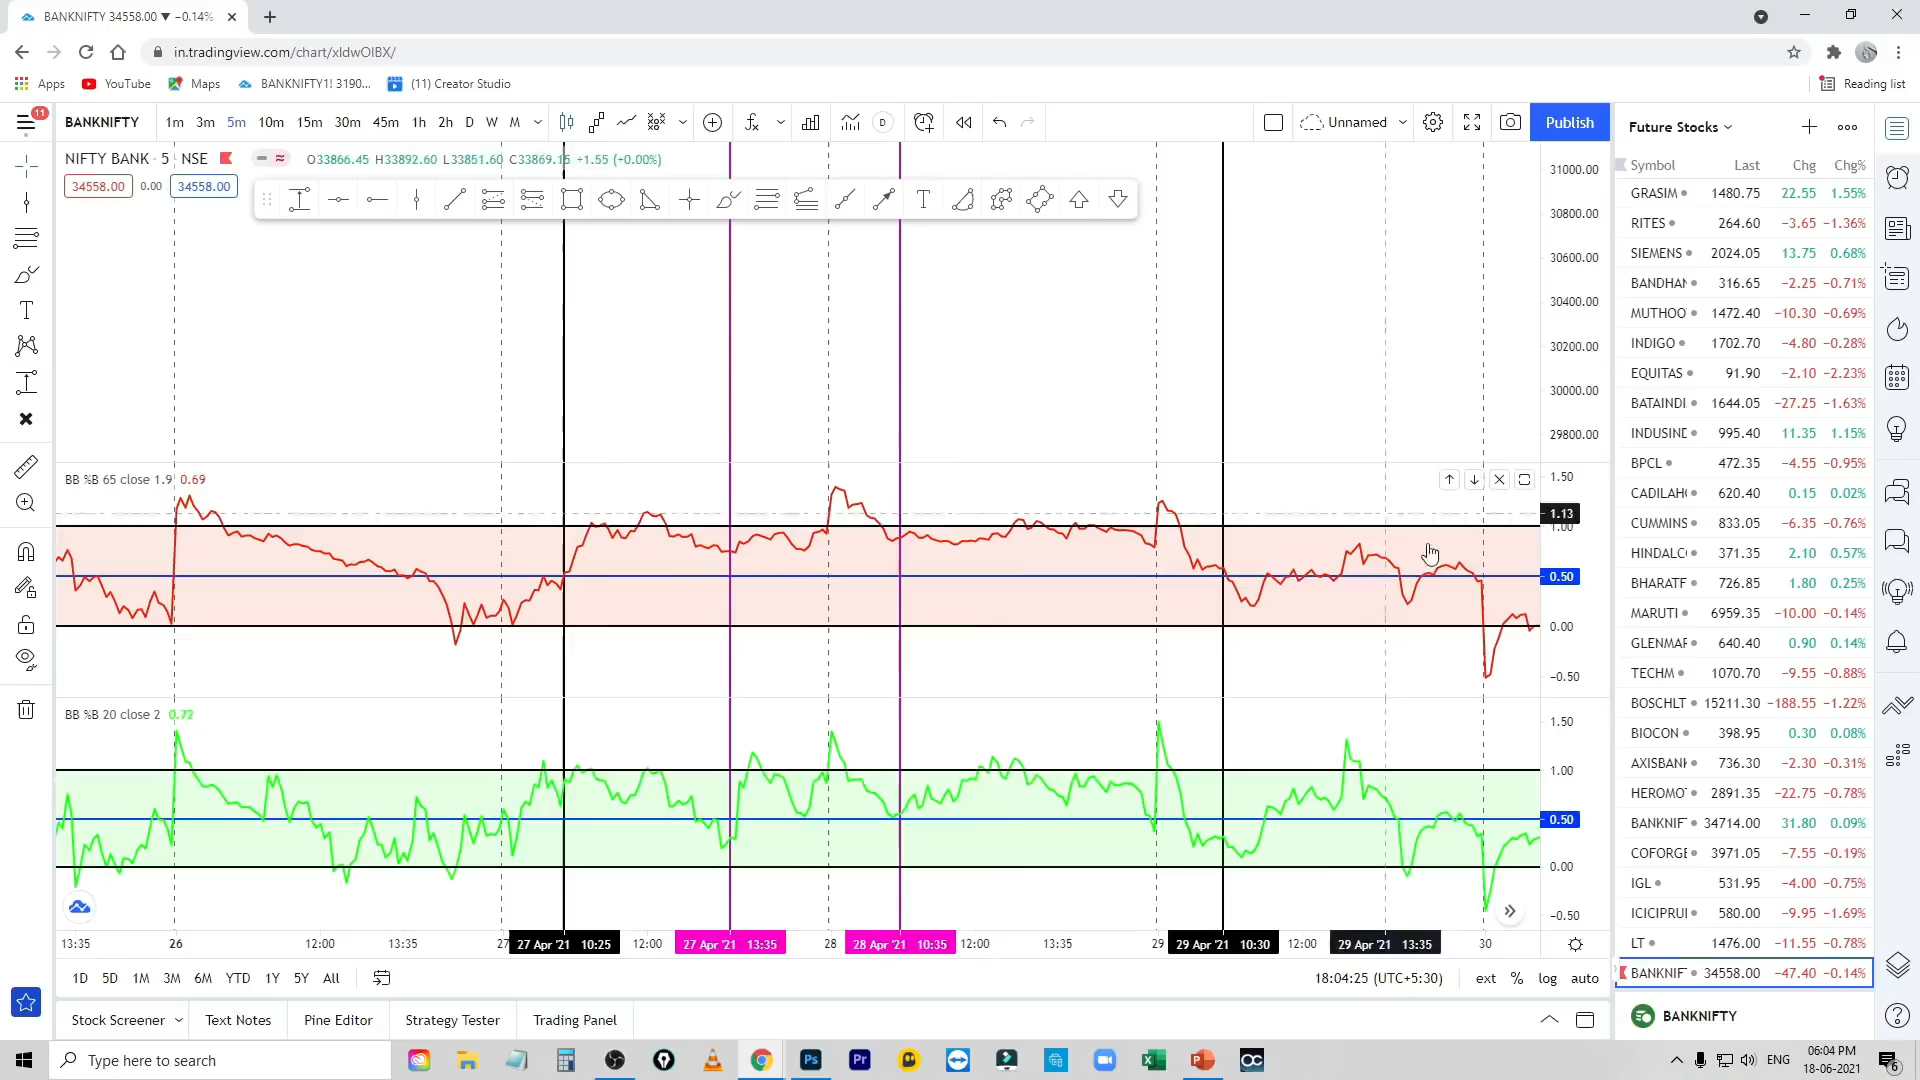 BANKNIFTY 34558.00 ▼ −0.14%
in.tradingview.com/chart/xIdwOIBX/
Apps YouTube Maps BANKNIFTY1! 3190... (11) Creator Studio Reading list
11 BANKNIFTY 1m 3m 5m 10m 15m 30m 45m 1h 2h D W M D Unnamed Publish
NIFTY BANK · 5 NSE O33866.45 H33892.60 L33851.60 C33869.15 +1.55 (+0.00%)
34558.00 0.00 34558.00
31000.00
30800.00
30600.00
30400.00
30200.00
30000.00
29800.00
BB %B 65 close 1.9 0.69
1.50
1.13
1.00
0.50
0.00
−0.50
BB %B 20 close 2 0.72
1.50
1.00
0.50
0.00
−0.50
13:35 26 12:00 13:35 27 27 Apr '21 10:25 12:00 27 Apr '21 13:35 28 28 Apr '21 10:35 12:00 13:35 29 29 Apr '21 10:30 12:00 29 Apr '21 13:35 30
1D 5D 1M 3M 6M YTD 1Y 5Y All 18:04:25 (UTC+5:30) ext % log auto
Stock Screener Text Notes Pine Editor Strategy Tester Trading Panel
Future Stocks
Symbol Last Chg Chg%
GRASIM 1480.75 22.55 1.55%
RITES 264.60 −3.65 −1.36%
SIEMENS 2024.05 13.75 0.68%
BANDHAN 316.65 −2.25 −0.71%
MUTHOO 1472.40 −10.30 −0.69%
INDIGO 1702.70 −4.80 −0.28%
EQUITAS 91.90 −2.10 −2.23%
BATAINDI 1644.05 −27.25 −1.63%
INDUSIND 995.40 11.35 1.15%
BPCL 472.35 −4.55 −0.95%
CADILAH 620.40 0.15 0.02%
CUMMINS 833.05 −6.35 −0.76%
HINDALC 371.35 2.10 0.57%
BHARATF 726.85 1.80 0.25%
MARUTI 6959.35 −10.00 −0.14%
GLENMAR 640.40 0.90 0.14%
TECHM 1070.70 −9.55 −0.88%
BOSCHLT 15211.30 −188.55 −1.22%
BIOCON 398.95 0.30 0.08%
AXISBANK 736.30 −2.30 −0.31%
HEROMOT 2891.35 −22.75 −0.78%
BANKNIF 34714.00 31.80 0.09%
COFORGE 3971.05 −7.55 −0.19%
IGL 531.95 −4.00 −0.75%
ICICIPRUI 580.00 −9.95 −1.69%
LT 1476.00 −11.55 −0.78%
BANKNIF 34558.00 −47.40 −0.14%
BANKNIFTY
Type here to search ENG 06:04 PM
18-06-2021 6